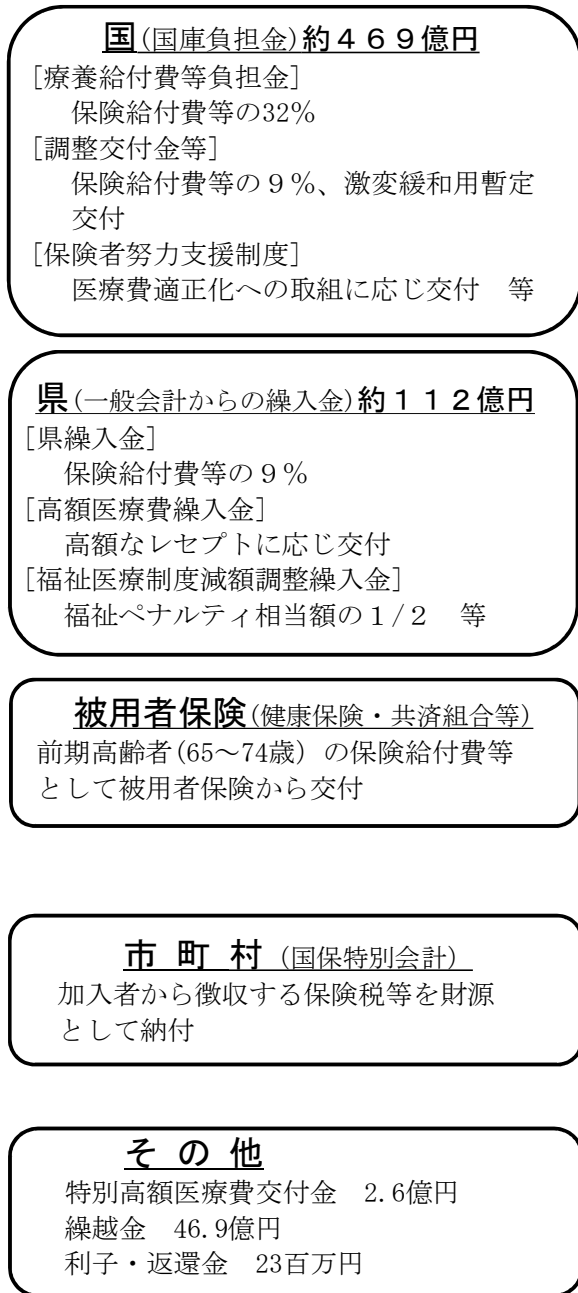 国(国庫負担金)約４６９億円
[療養給付費等負担金]
保険給付費等の32%
[調整交付金等]
保険給付費等の９%、激変緩和用暫定
交付
[保険者努力支援制度]
医療費適正化への取組に応じ交付　等
県(一般会計からの繰入金)約１１２億円
[県繰入金]
保険給付費等の９%
[高額医療費繰入金]
高額なレセプトに応じ交付
[福祉医療制度減額調整繰入金]
福祉ペナルティ相当額の１/２　等
被用者保険(健康保険・共済組合等)
前期高齢者(65～74歳) の保険給付費等
として被用者保険から交付
市 町 村 (国保特別会計)
加入者から徴収する保険税等を財源
として納付
そ の 他
特別高額医療費交付金　2.6億円
繰越金　46.9億円
利子・返還金　23百万円